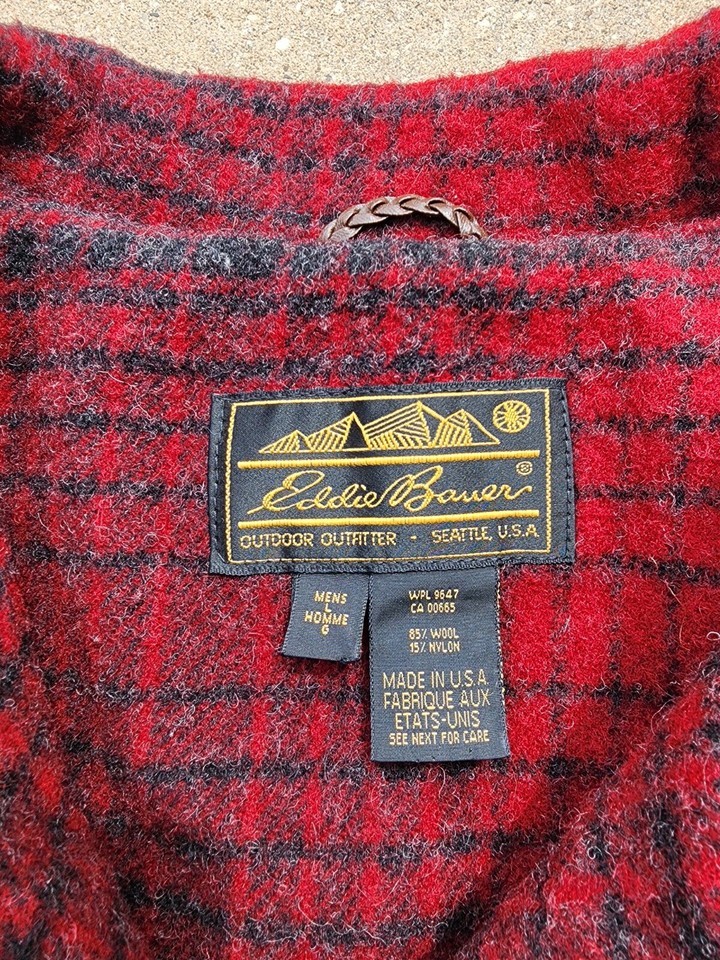 Eddie Bauer®
OUTDOOR OUTFITTER - SEATTLE, U.S.A.
MENS
L
HOMME
G
WPL 9647
CA 00665
85% WOOL
15% NYLON
MADE IN U.S.A.
FABRIQUE AUX
ETATS-UNIS
SEE NEXT FOR CARE